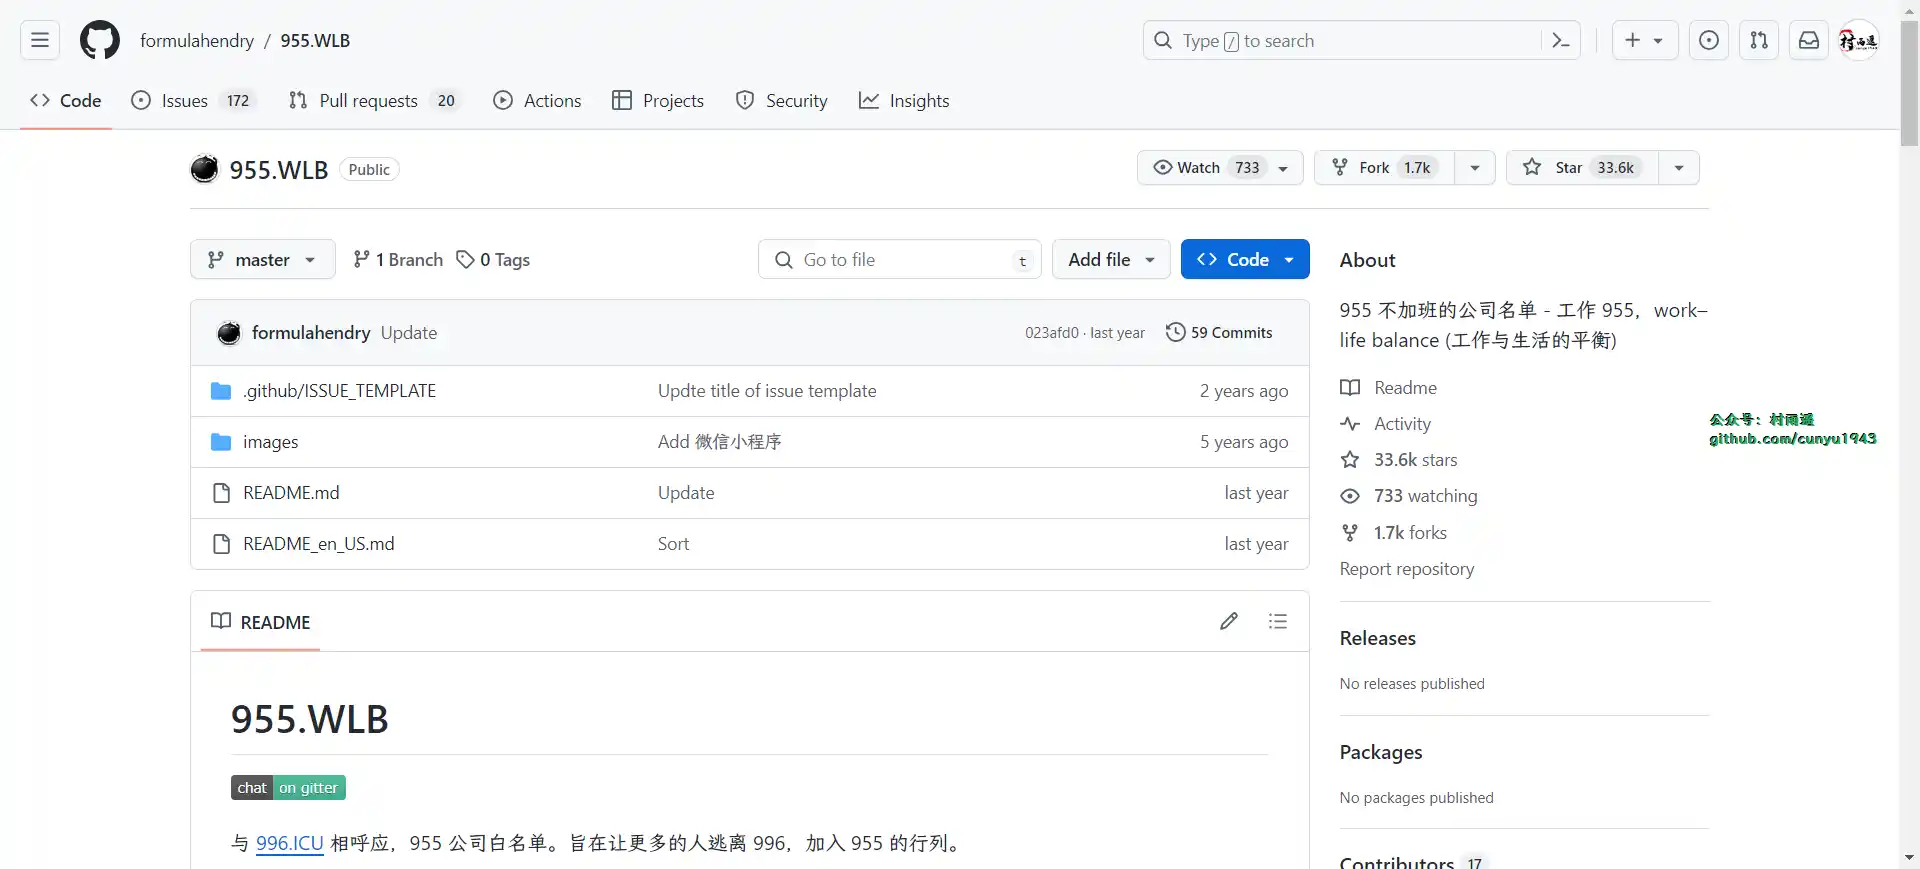 formulahendry / 955.WLB
Type / to search
Code
Issues 172
Pull requests 20
Actions
Projects
Security
Insights
955.WLB Public
Watch 733
Fork 1.7k
Star 33.6k
master
1 Branch
0 Tags
Go to file t
Add file
Code
formulahendry Update
023afd0 · last year
59 Commits
.github/ISSUE_TEMPLATE Updte title of issue template 2 years ago
images Add 微信小程序 5 years ago
README.md Update last year
README_en_US.md Sort last year
README
955.WLB
chat on gitter
与 996.ICU 相呼应，955 公司白名单。旨在让更多的人逃离 996，加入 955 的行列。
About
955 不加班的公司名单 - 工作 955，work–
life balance (工作与生活的平衡)
Readme
Activity
33.6k stars
733 watching
1.7k forks
Report repository
Releases
No releases published
Packages
No packages published
Contributors 17
公众号：村雨遥
github.com/cunyu1943
村雨遥